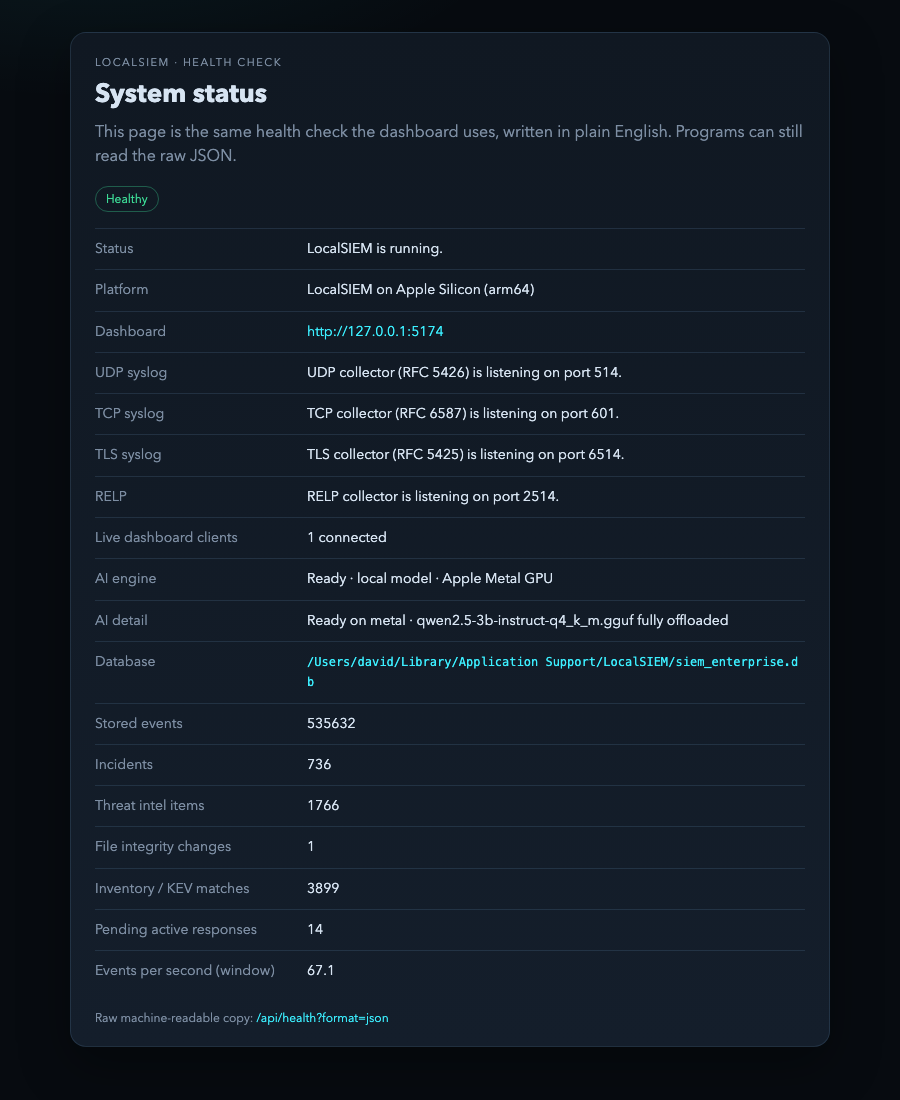 LOCALSIEM · HEALTH CHECK
System status
This page is the same health check the dashboard uses, written in plain English. Programs can still
read the raw JSON.
Healthy
Status LocalSIEM is running.
Platform LocalSIEM on Apple Silicon (arm64)
Dashboard http://127.0.0.1:5174
UDP syslog UDP collector (RFC 5426) is listening on port 514.
TCP syslog TCP collector (RFC 6587) is listening on port 601.
TLS syslog TLS collector (RFC 5425) is listening on port 6514.
RELP RELP collector is listening on port 2514.
Live dashboard clients 1 connected
AI engine Ready · local model · Apple Metal GPU
AI detail Ready on metal · qwen2.5-3b-instruct-q4_k_m.gguf fully offloaded
Database /Users/david/Library/Application Support/LocalSIEM/siem_enterprise.d
b
Stored events 535632
Incidents 736
Threat intel items 1766
File integrity changes 1
Inventory / KEV matches 3899
Pending active responses 14
Events per second (window) 67.1
Raw machine-readable copy: /api/health?format=json